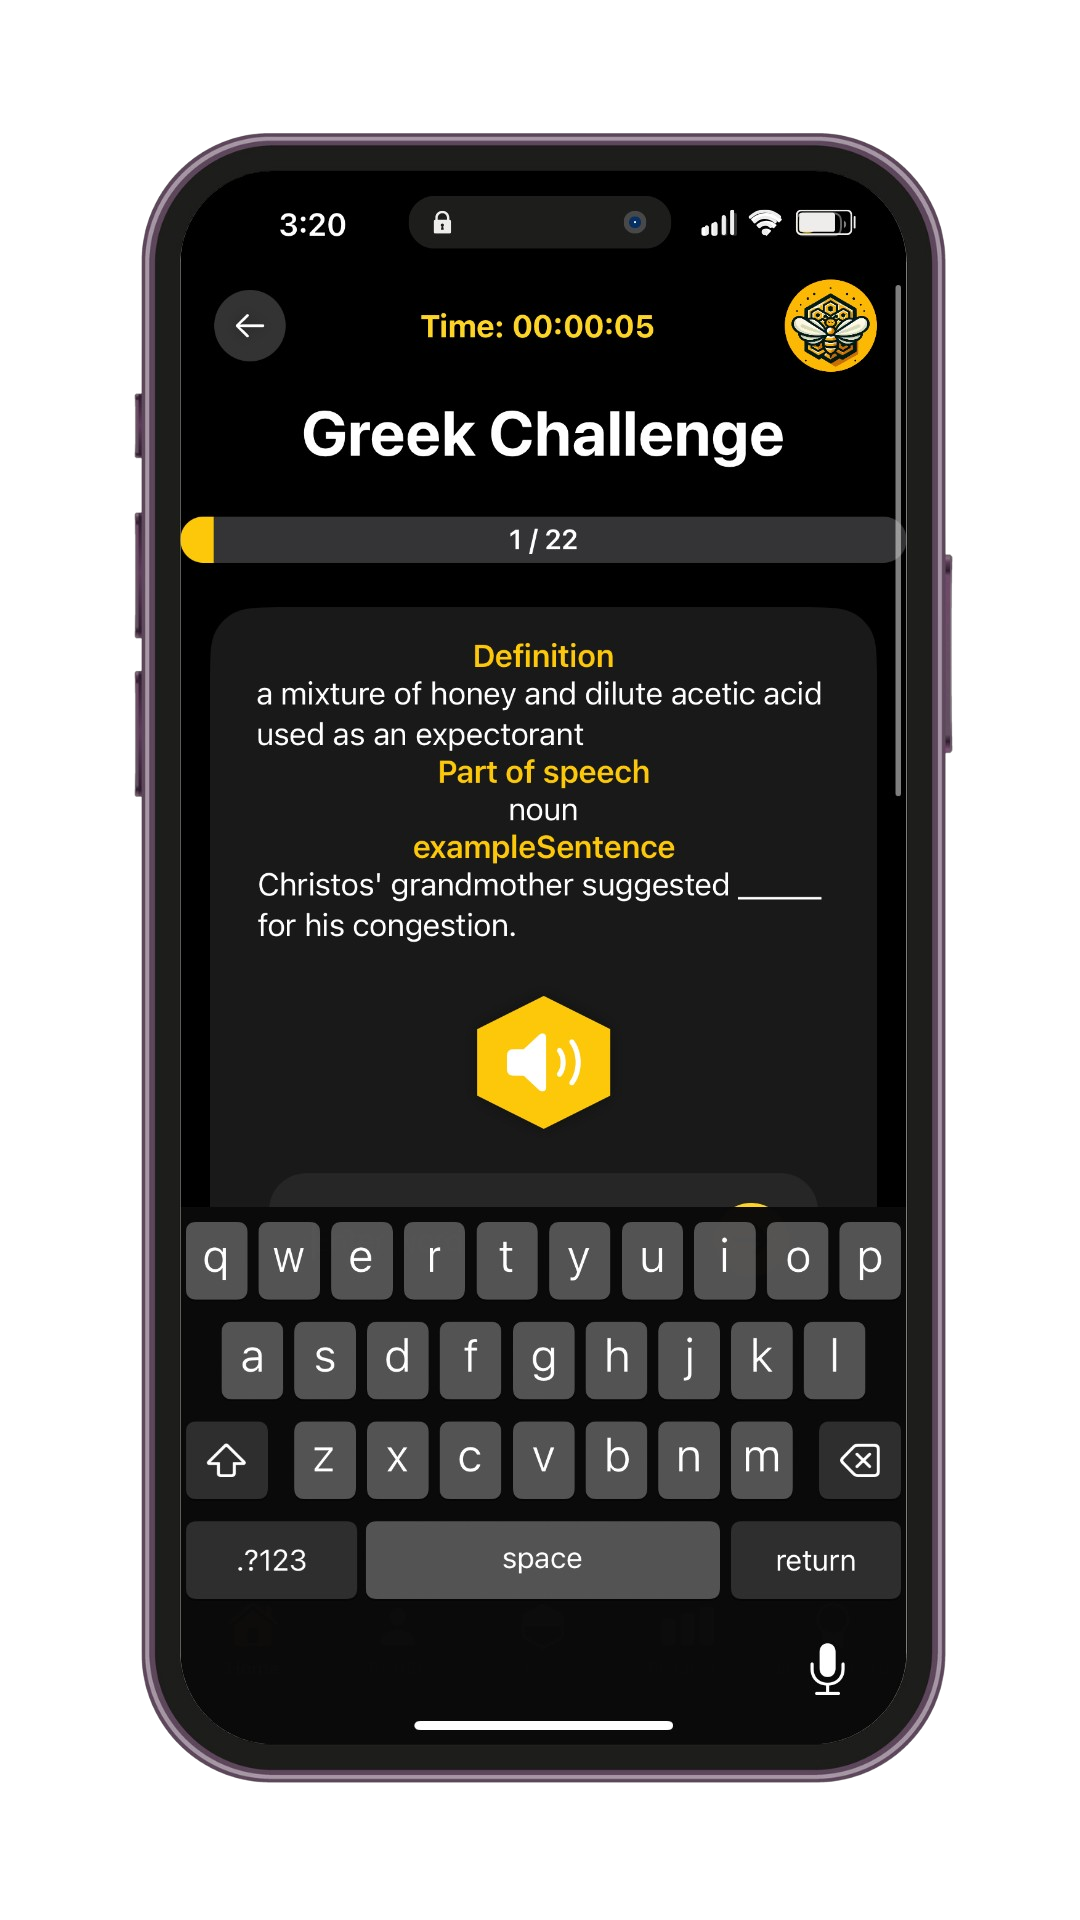 3:20
Time: 00:00:05
Greek Challenge
1 / 22
Definition
a mixture of honey and dilute acetic acid
used as an expectorant
Part of speech
noun
exampleSentence
Christos' grandmother suggested ______
for his congestion.
q w e r t y u i o p
a s d f g h j k l
z x c v b n m
.?123 space return